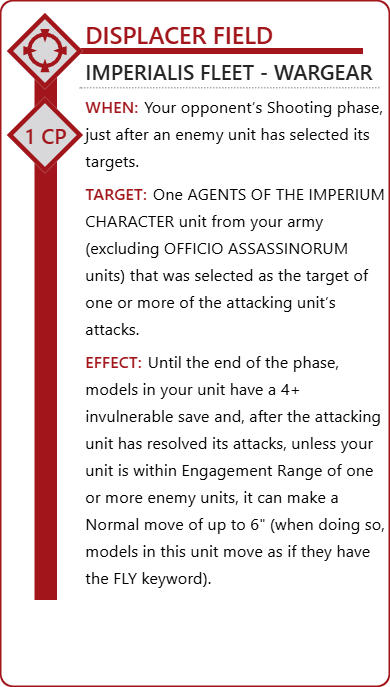 DISPLACER FIELD
IMPERIALIS FLEET - WARGEAR
1 CP
WHEN: Your opponent's Shooting phase,
just after an enemy unit has selected its
targets.
TARGET: One AGENTS OF THE IMPERIUM
CHARACTER unit from your army
(excluding OFFICIO ASSASSINORUM
units) that was selected as the target of
one or more of the attacking unit's
attacks.
EFFECT: Until the end of the phase,
models in your unit have a 4+
invulnerable save and, after the attacking
unit has resolved its attacks, unless your
unit is within Engagement Range of one
or more enemy units, it can make a
Normal move of up to 6" (when doing so,
models in this unit move as if they have
the FLY keyword).